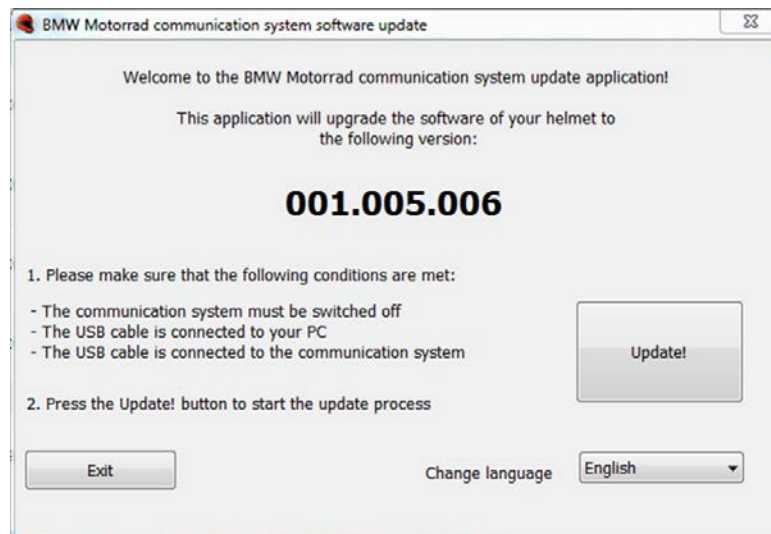 BMW Motorrad communication system software update
Welcome to the BMW Motorrad communication system update application!
This application will upgrade the software of your helmet to
the following version:
001.005.006
1. Please make sure that the following conditions are met:
- The communication system must be switched off
- The USB cable is connected to your PC
- The USB cable is connected to the communication system
Update!
2. Press the Update! button to start the update process
Exit
Change language
English